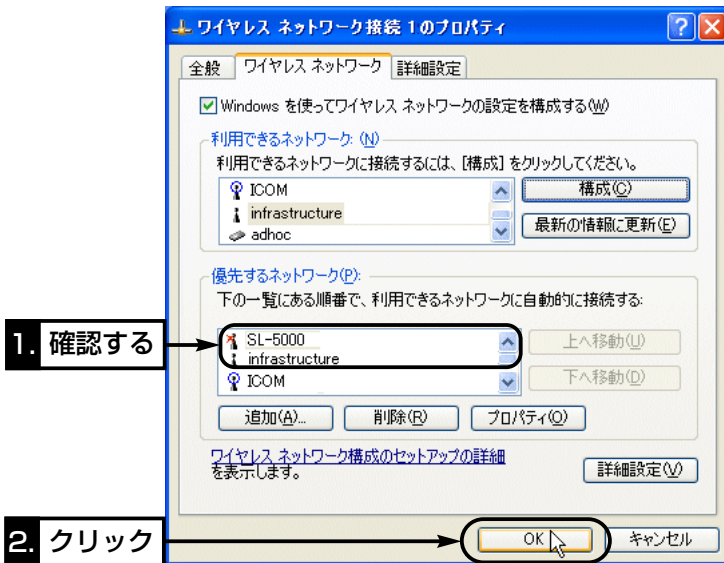 ワイヤレス ネットワーク接続 1のプロパティ
全般 ワイヤレス ネットワーク 詳細設定
Windows を使ってワイヤレス ネットワークの設定を構成する(W)
利用できるネットワーク: (N)
利用できるネットワークに接続するには、[構成] をクリックしてください。
ICOM
infrastructure
adhoc
構成(C)
最新の情報に更新(E)
優先するネットワーク(P):
下の一覧にある順番で、利用できるネットワークに自動的に接続する:
1. 確認する
SL-5000
infrastructure
ICOM
上へ移動(U)
下へ移動(D)
追加(A)... 削除(R) プロパティ(O)
ワイヤレス ネットワーク構成のセットアップの詳細
を表示します。
詳細設定(V)
2. クリック
OK キャンセル